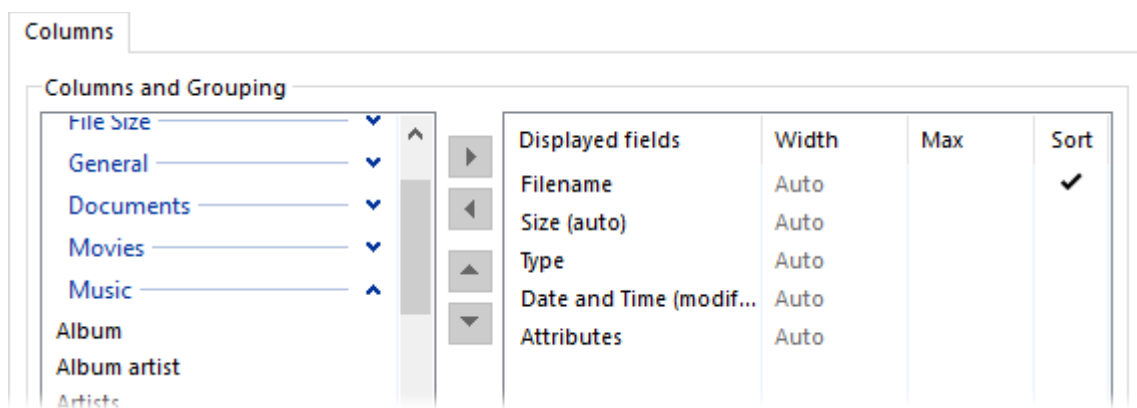 Columns
Columns and Grouping
File Size
General
Documents
Movies
Music
Album
Album artist
Artists
Displayed fields Width Max Sort
Filename Auto
Size (auto) Auto
Type Auto
Date and Time (modif... Auto
Attributes Auto